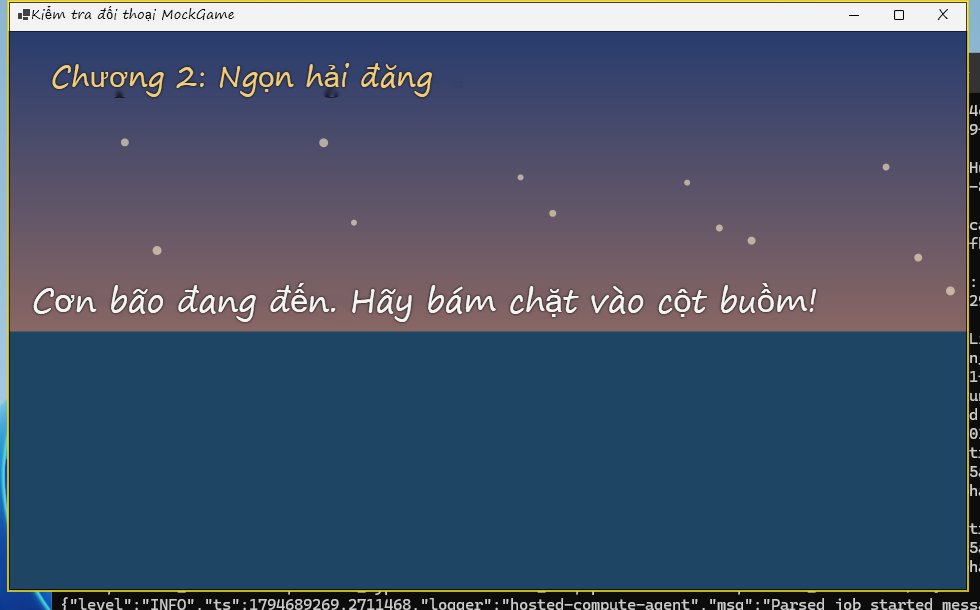 Kiểm tra đối thoại MockGame
Chương 2: Ngọn hải đăng
Cơn bão đang đến. Hãy bám chặt vào cột buồm!
{"level":"INFO","ts":1794689269.2711468,"logger":"hosted-compute-agent","msg":"Parsed job started mes